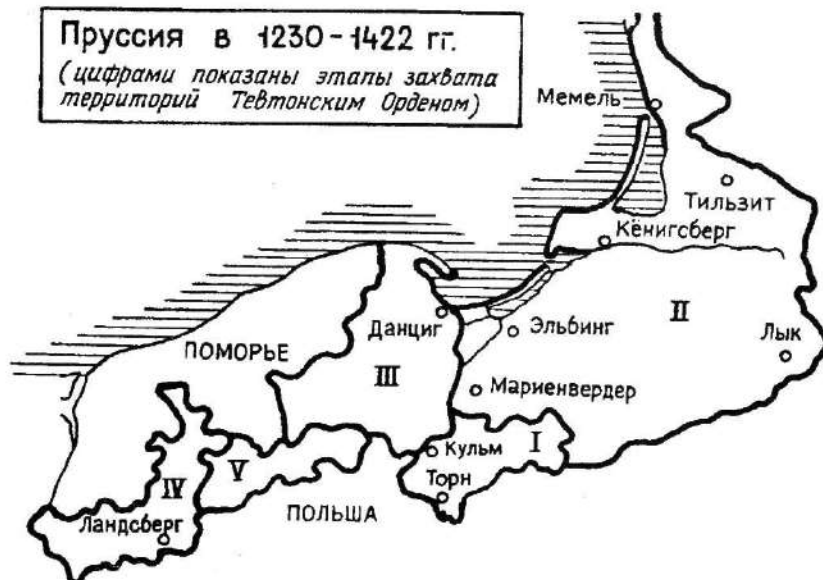 Пруссия в 1230-1422 гг.
(цифрами показаны этапы захвата
территорий Тевтонским Орденом)
Мемель
Тильзит
Кёнигсберг
Данциг
Эльбинг
II
Лык
ПОМОРЬЕ
III
Мариенвердер
Кульм
I
V
IV
Торн
ПОЛЬША
Ландсберг